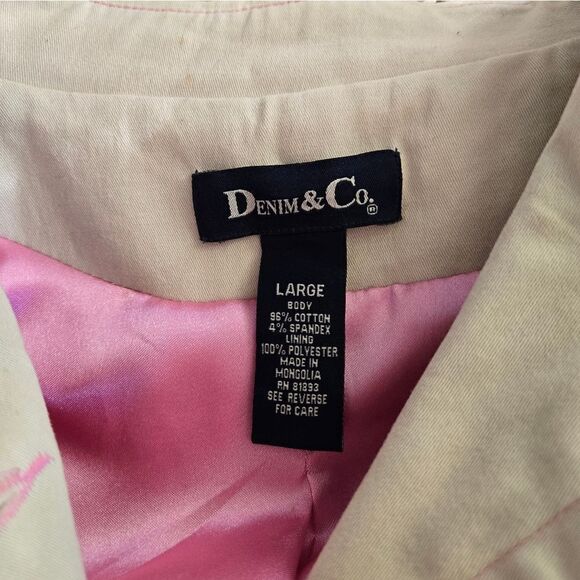 DENIM & CO.®
LARGE
BODY
96% COTTON
4% SPANDEX
LINING
100% POLYESTER
MADE IN
MONGOLIA
RN 81893
SEE REVERSE
FOR CARE